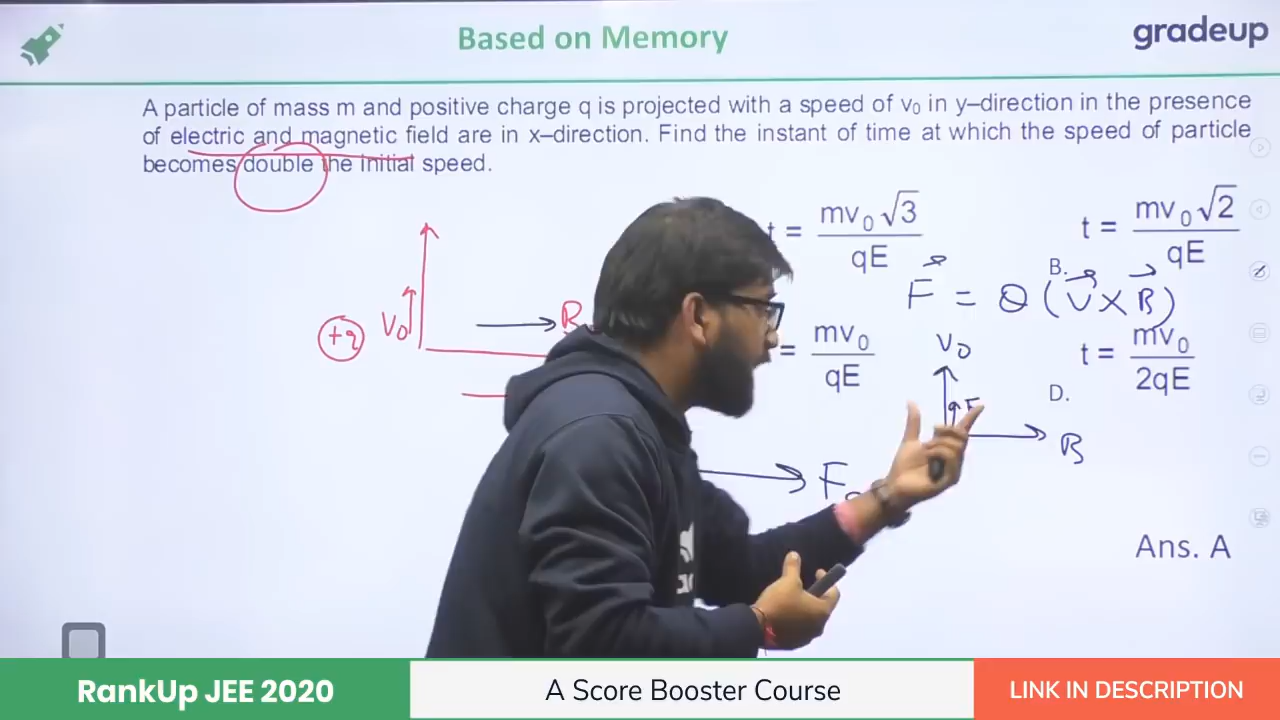 Based on Memory
gradeup
A particle of mass m and positive charge q is projected with a speed of v₀ in y–direction in the presence
of electric and magnetic field are in x–direction. Find the instant of time at which the speed of particle
becomes double the initial speed.
t = mv₀√3 / qE
B. t = mv₀√2 / qE
F = Q (V × B)
+q
V₀
B
= mv₀ / qE
V₀
D. t = mv₀ / 2qE
B
F
Ans. A
RankUp JEE 2020
A Score Booster Course
LINK IN DESCRIPTION